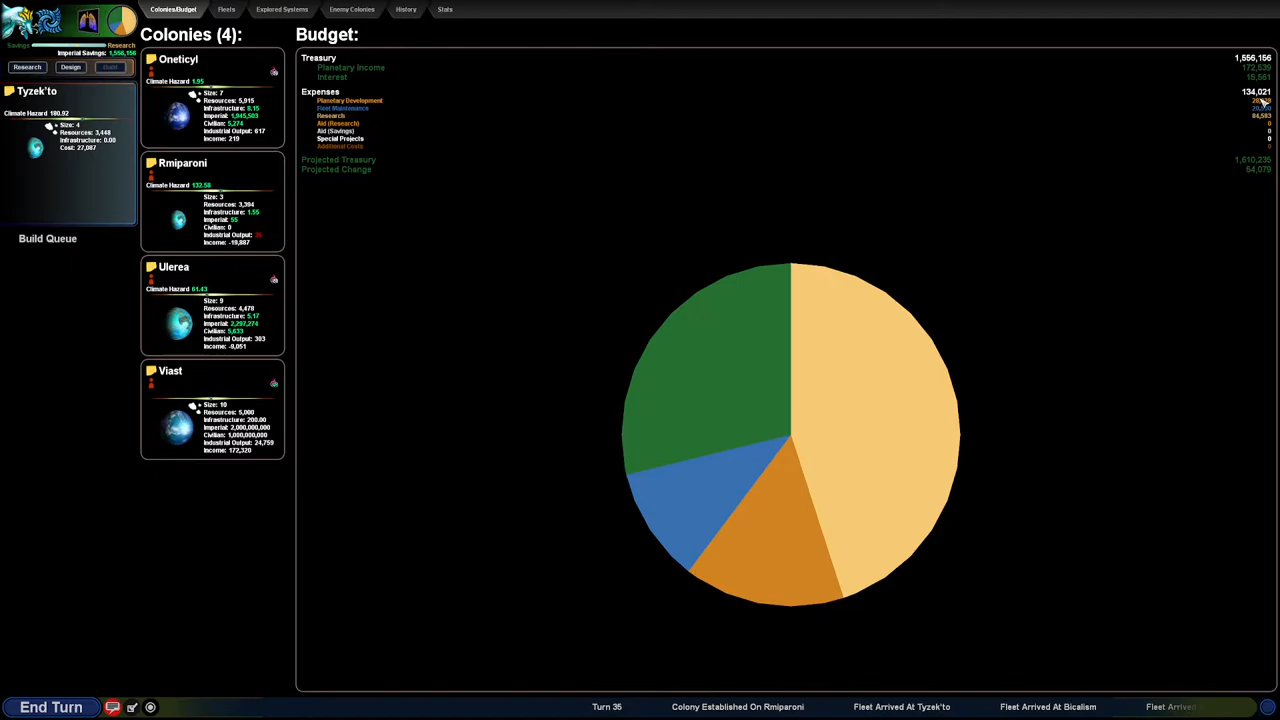 Colonies/Budget
Fleets
Explored Systems
Enemy Colonies
History
Stats
Savings
Research
Imperial Savings: 1,556,156
Research
Design
Build
Tyzek'to
Climate Hazard 180.92
Size: 4
Resources: 3,448
Infrastructure: 0.00
Cost: 27,087
Build Queue
Colonies (4):
Oneticyl
Climate Hazard 1.95
Size: 7
Resources: 5,915
Infrastructure: 8.15
Imperial: 1,945,503
Civilian: 5,274
Industrial Output: 617
Income: 219
Rmiparoni
Climate Hazard 132.58
Size: 3
Resources: 3,394
Infrastructure: 1.55
Imperial: 55
Civilian: 0
Industrial Output:
Income: -19,887
Ulerea
Climate Hazard 61.43
Size: 9
Resources: 4,478
Infrastructure: 5.17
Imperial: 2,297,274
Civilian: 5,633
Industrial Output: 303
Income: -9,051
Viast
Size: 10
Resources: 5,000
Infrastructure: 200.00
Imperial: 2,000,000,000
Civilian: 1,000,000,000
Industrial Output: 24,759
Income: 172,320
Budget:
Treasury 1,556,156
Planetary Income 172,539
Interest 15,561
Expenses 134,021
Planetary Development
Fleet Maintenance
Research 84,583
Aid (Research) 0
Aid (Savings) 0
Special Projects 0
Additional Costs 0
Projected Treasury 1,610,235
Projected Change 54,079
End Turn
Turn 35
Colony Established On Rmiparoni
Fleet Arrived At Tyzek'to
Fleet Arrived At Bicalism
Fleet Arrived